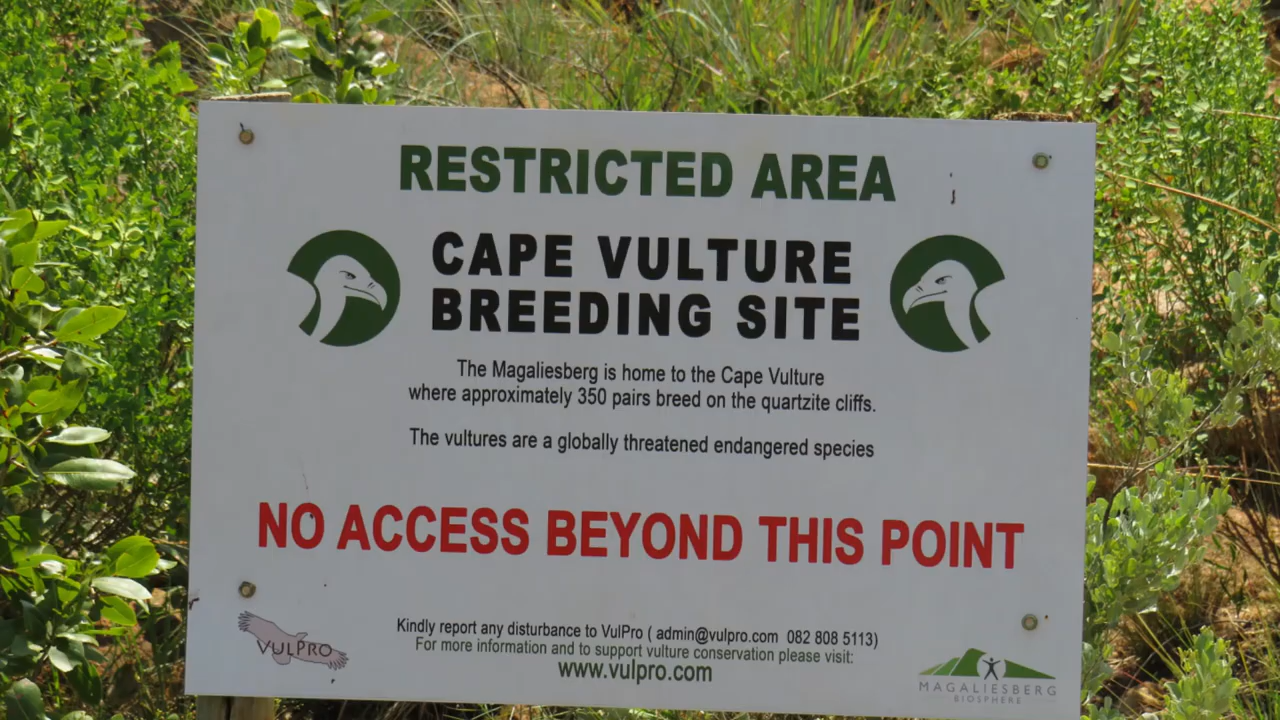 RESTRICTED AREA
CAPE VULTURE
BREEDING SITE
The Magaliesberg is home to the Cape Vulture
where approximately 350 pairs breed on the quartzite cliffs.
The vultures are a globally threatened endangered species
NO ACCESS BEYOND THIS POINT
VULPRO
Kindly report any disturbance to VulPro ( admin@vulpro.com 082 808 5113)
For more information and to support vulture conservation please visit:
www.vulpro.com
MAGALIESBERG
BIOSPHERE